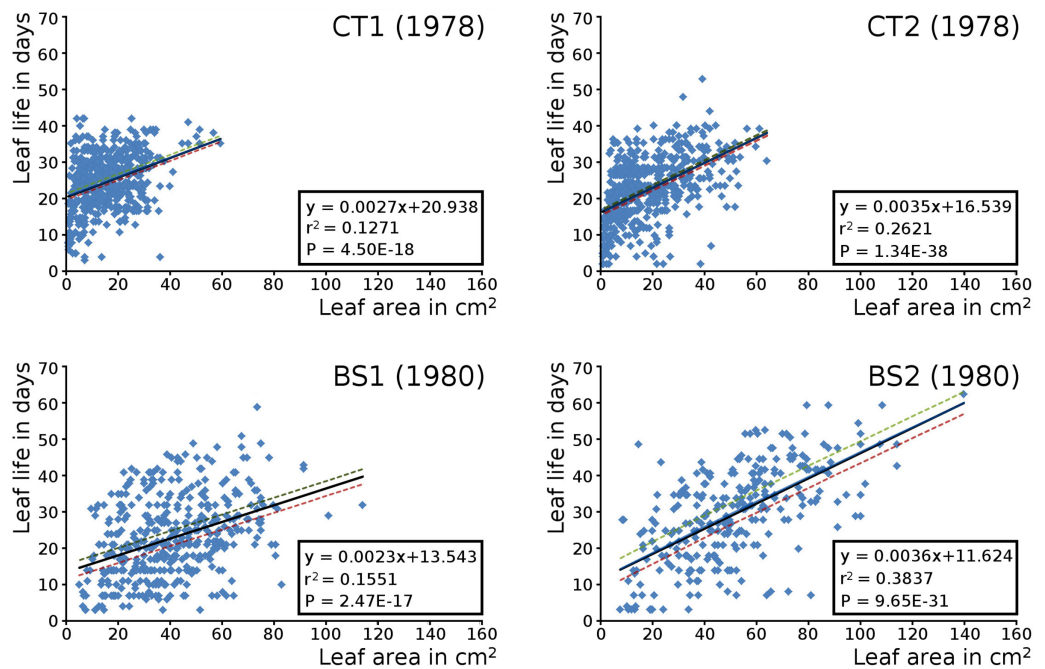 CT1 (1978)
Leaf life in days
70
60
50
40
30
20
10
0
y = 0.0027x+20.938
r² = 0.1271
P = 4.50E-18
0 20 40 60 80 100 120 140 160
Leaf area in cm²
CT2 (1978)
Leaf life in days
70
60
50
40
30
20
10
0
y = 0.0035x+16.539
r² = 0.2621
P = 1.34E-38
0 20 40 60 80 100 120 140 160
Leaf area in cm²
BS1 (1980)
Leaf life in days
70
60
50
40
30
20
10
0
y = 0.0023x+13.543
r² = 0.1551
P = 2.47E-17
0 20 40 60 80 100 120 140 160
Leaf area in cm²
BS2 (1980)
Leaf life in days
70
60
50
40
30
20
10
0
y = 0.0036x+11.624
r² = 0.3837
P = 9.65E-31
0 20 40 60 80 100 120 140 160
Leaf area in cm²